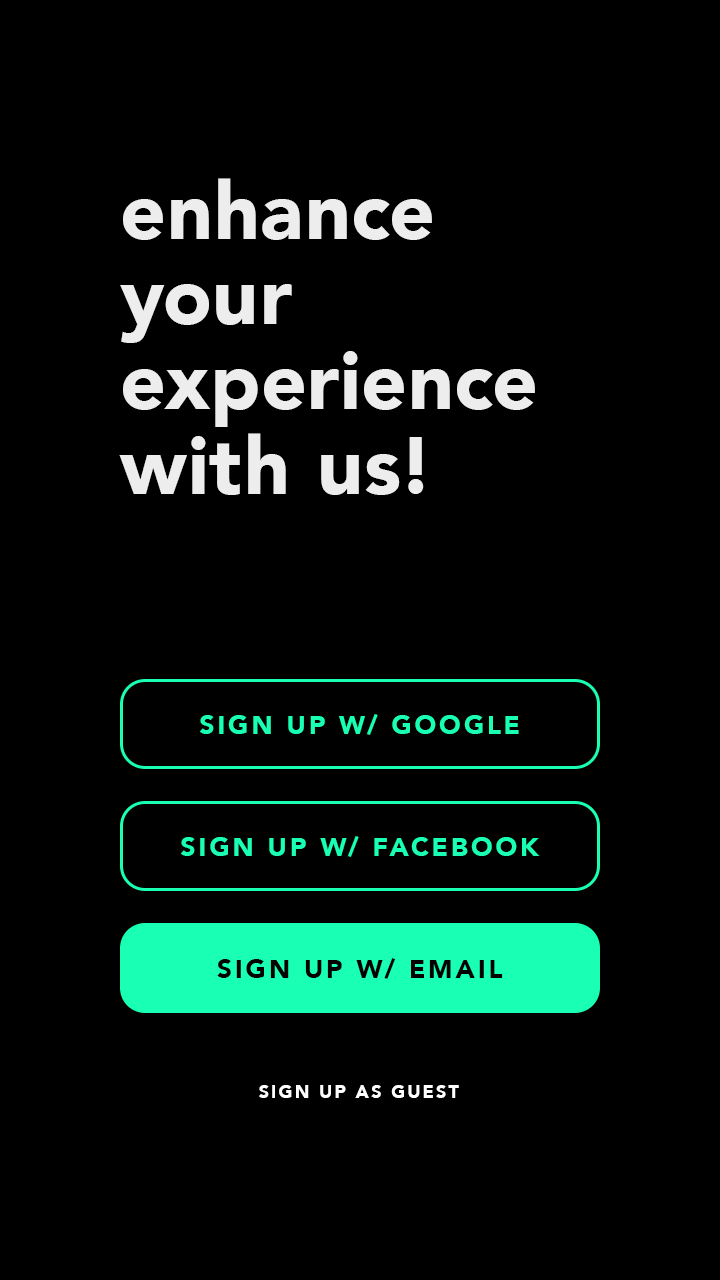 enhance
your
experience
with us!
SIGN UP W/ GOOGLE
SIGN UP W/ FACEBOOK
SIGN UP W/ EMAIL
SIGN UP AS GUEST